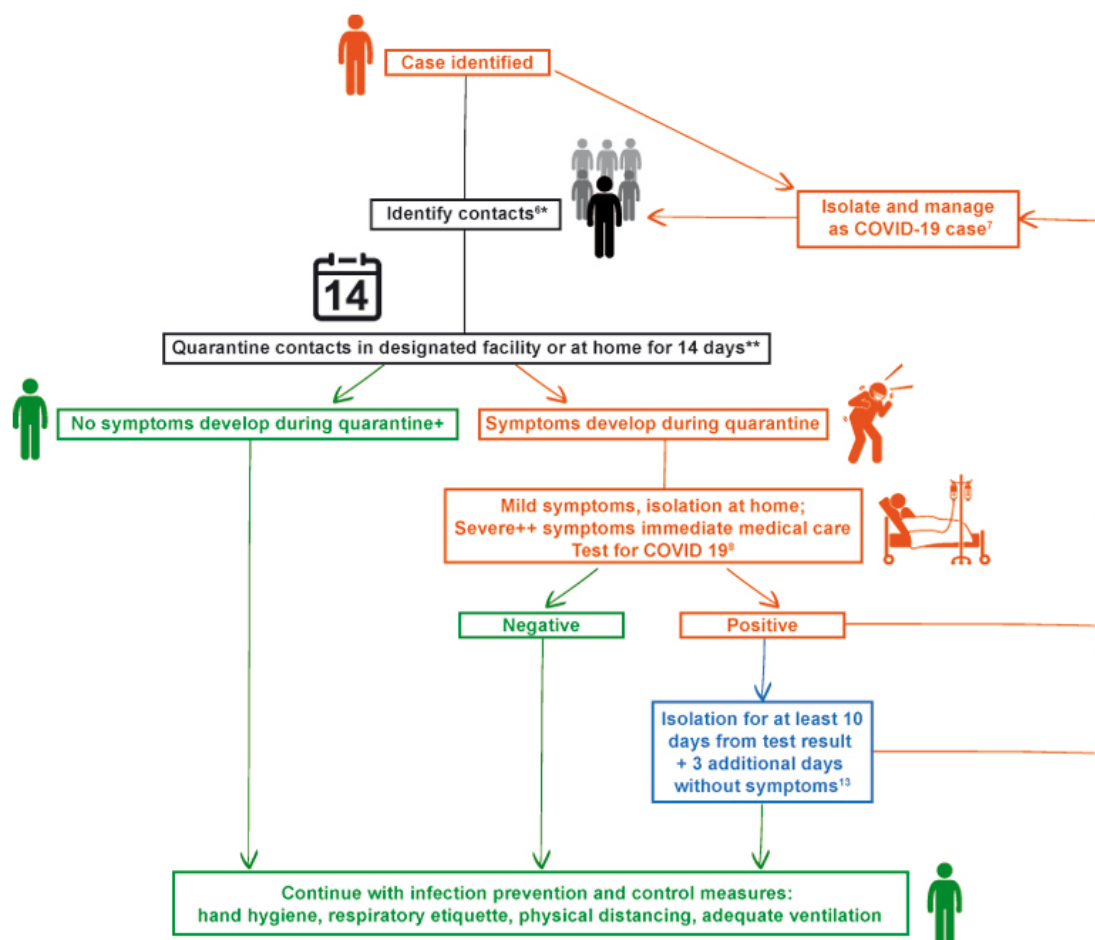 Case identified
Identify contacts⁶*
Isolate and manage
as COVID-19 case⁷
14
Quarantine contacts in designated facility or at home for 14 days**
No symptoms develop during quarantine+
Symptoms develop during quarantine
Mild symptoms, isolation at home;
Severe++ symptoms immediate medical care
Test for COVID 19⁸
Negative
Positive
Isolation for at least 10
days from test result
+ 3 additional days
without symptoms¹³
Continue with infection prevention and control measures:
hand hygiene, respiratory etiquette, physical distancing, adequate ventilation